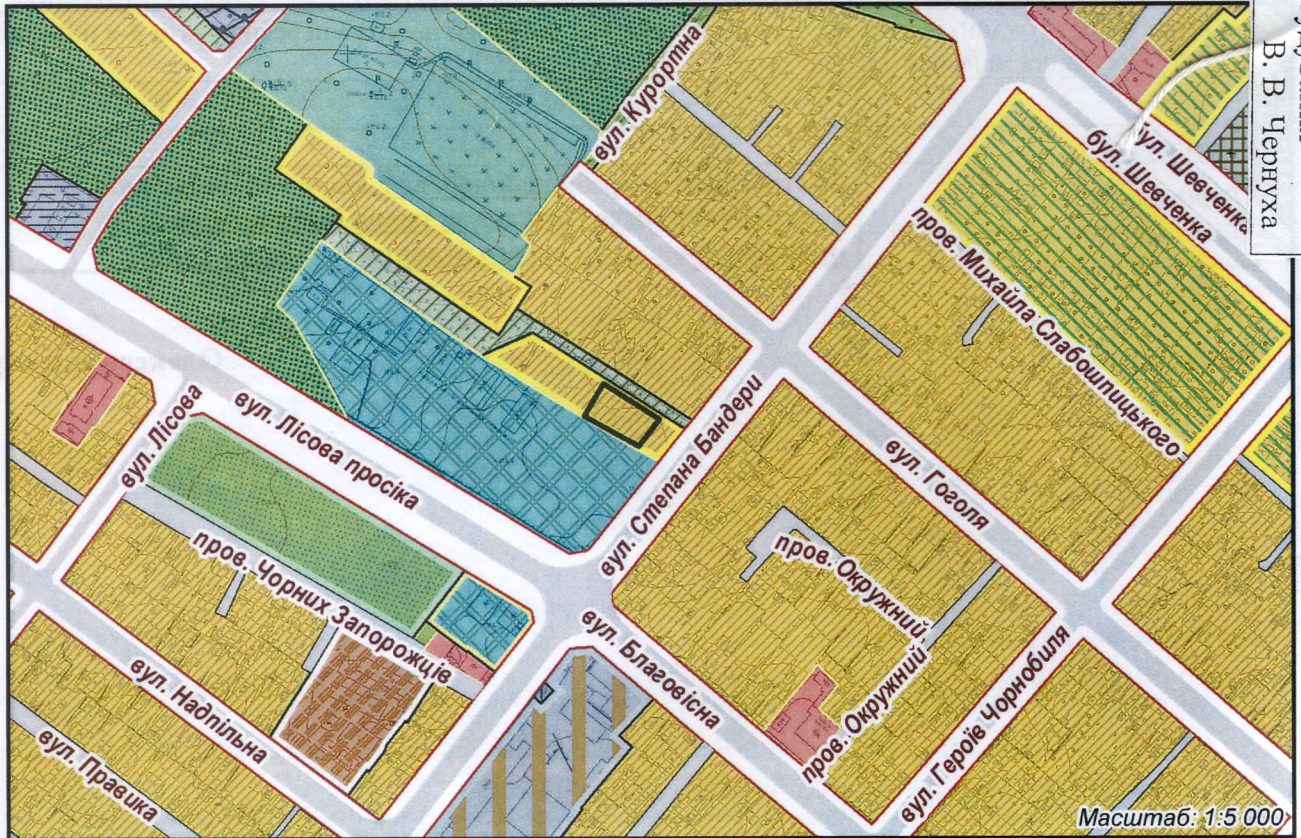 В. В. Чернуха
вул. Курортна
бул. Шевченка
бул. Шевченка
пров. Михайла Слабошпицького
вул. Лісова
вул. Лісова просіка
вул. Степана Бандери
вул. Гоголя
пров. Чорних Запорожців
пров. Окружний
пров. Окружний
вул. Благовісна
вул. Надпільна
вул. Героїв Чорнобиля
вул. Правика
Масштаб: 1:5 000